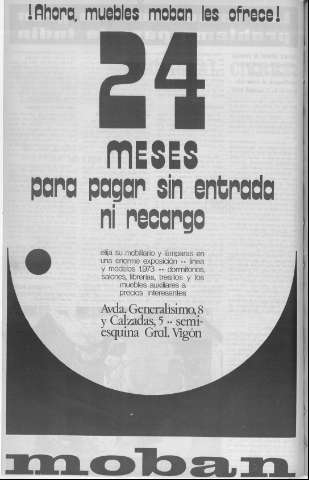 ¡Ahora, muebles moban les ofrece!
24
MESES
para pagar sin entrada
ni recargo
elija su mobiliario y lámparas en
una enorme exposición -- línea
y modelos 1973 -- dormitorios,
salones, librerías, tresillos y los
muebles auxiliares a
precios interesantes
Avda. Generalísimo, 8
y Calzadas, 5 -- semi-
esquina Gral. Vigón
moban